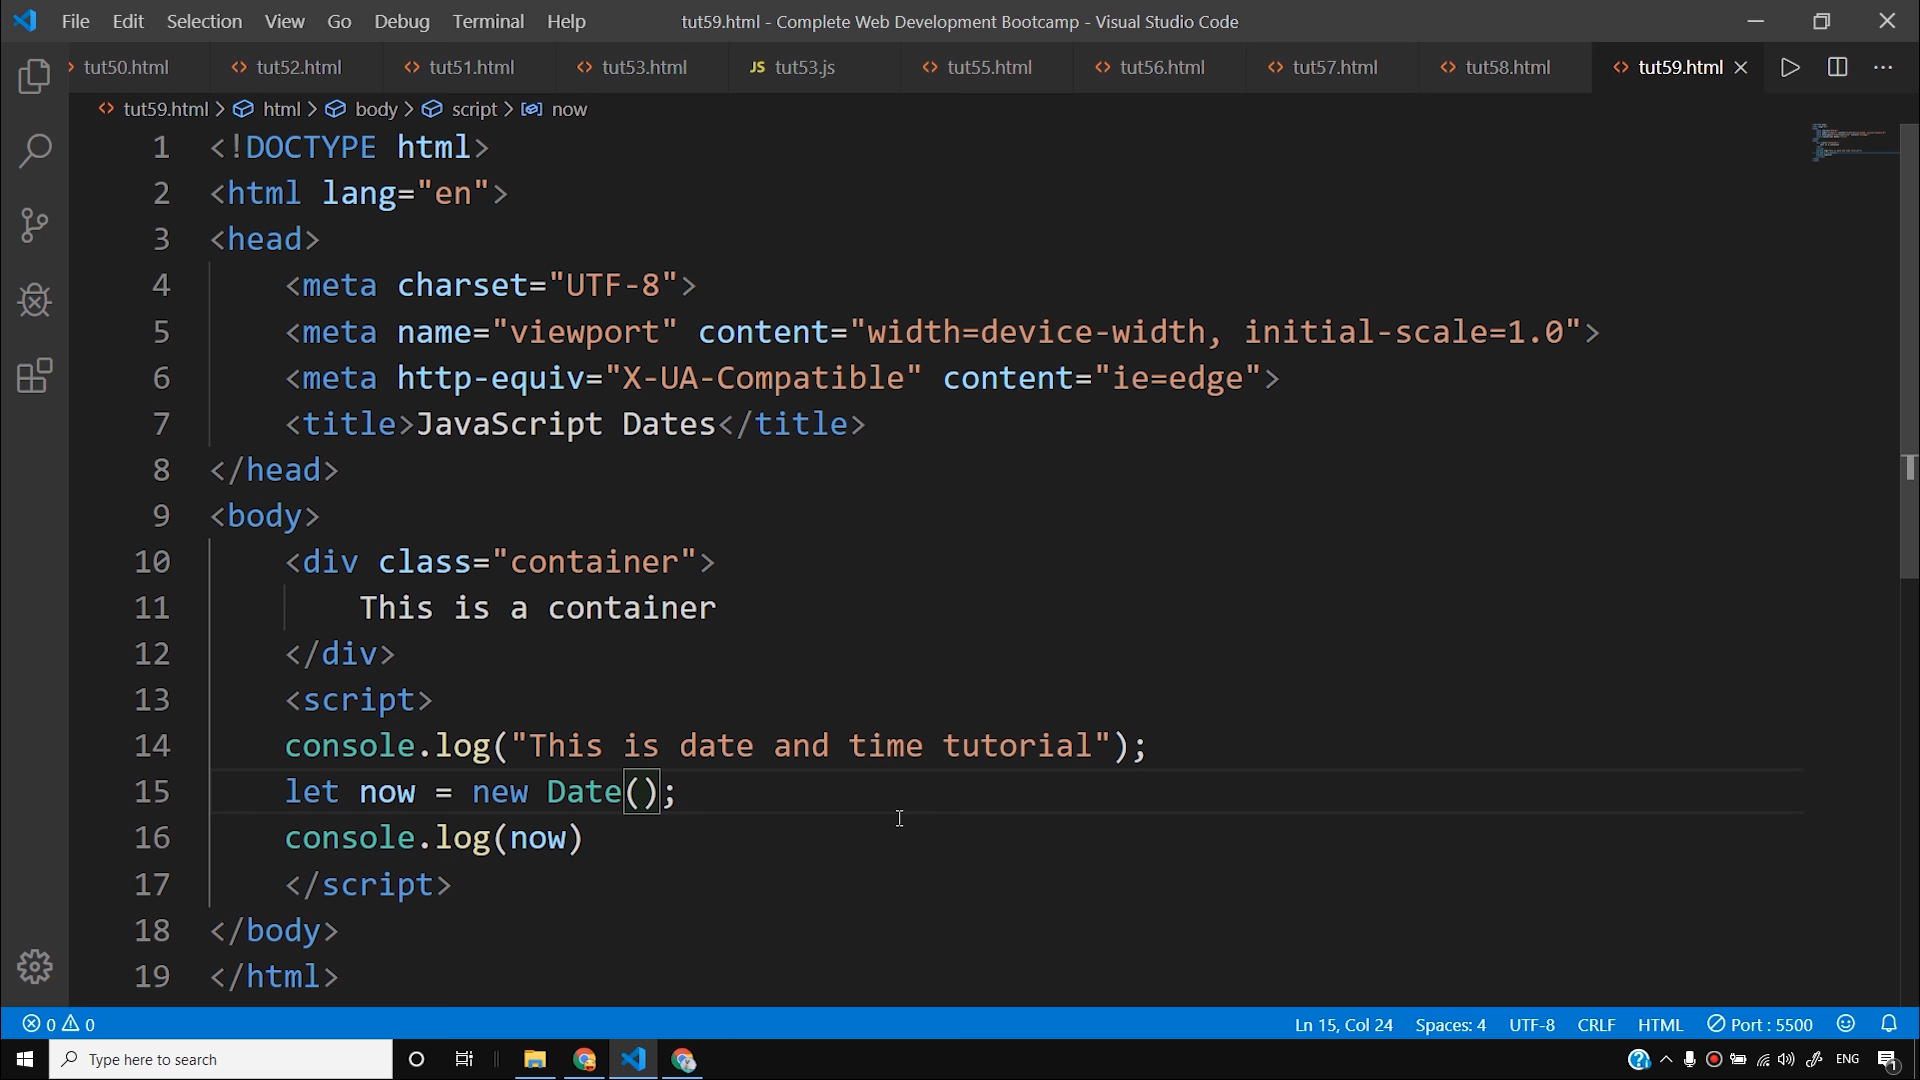 File Edit Selection View Go Debug Terminal Help tut59.html - Complete Web Development Bootcamp - Visual Studio Code
tut50.html tut52.html tut51.html tut53.html JS tut53.js tut55.html tut56.html tut57.html tut58.html tut59.html
tut59.html > html > body > script > now
1 <!DOCTYPE html>
2 <html lang="en">
3 <head>
4 <meta charset="UTF-8">
5 <meta name="viewport" content="width=device-width, initial-scale=1.0">
6 <meta http-equiv="X-UA-Compatible" content="ie=edge">
7 <title>JavaScript Dates</title>
8 </head>
9 <body>
10 <div class="container">
11 This is a container
12 </div>
13 <script>
14 console.log("This is date and time tutorial");
15 let now = new Date();
16 console.log(now)
17 </script>
18 </body>
19 </html>
0 0 Ln 15, Col 24 Spaces: 4 UTF-8 CRLF HTML Port : 5500
Type here to search ENG 1